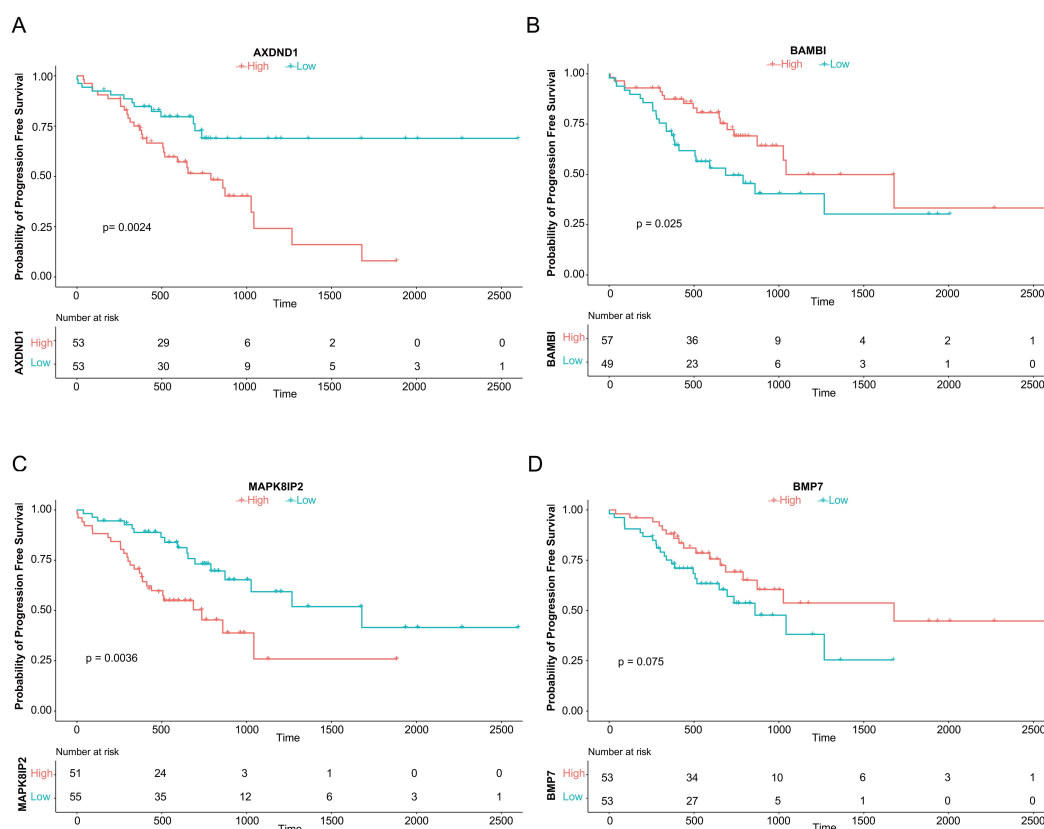 A
AXDND1
High Low
Probability of Progression Free Survival
1.00
0.75
0.50
0.25
0.00
p= 0.0024
0 500 1000 1500 2000 2500
Time
Number at risk
AXDND1
High 53 29 6 2 0 0
Low 53 30 9 5 3 1
0 500 1000 1500 2000 2500
Time
B
BAMBI
High Low
Probability of Progression Free Survival
1.00
0.75
0.50
0.25
0.00
p = 0.025
0 500 1000 1500 2000 2500
Time
Number at risk
BAMBI
High 57 36 9 4 2 1
Low 49 23 6 3 1 0
0 500 1000 1500 2000 2500
Time
C
MAPK8IP2
High Low
Probability of Progression Free Survival
1.00
0.75
0.50
0.25
0.00
p = 0.0036
0 500 1000 1500 2000 2500
Time
Number at risk
MAPK8IP2
High 51 24 3 1 0 0
Low 55 35 12 6 3 1
0 500 1000 1500 2000 2500
Time
D
BMP7
High Low
Probability of Progression Free Survival
1.00
0.75
0.50
0.25
0.00
p = 0.075
0 500 1000 1500 2000 2500
Time
Number at risk
BMP7
High 53 34 10 6 3 1
Low 53 27 5 1 0 0
0 500 1000 1500 2000 2500
Time